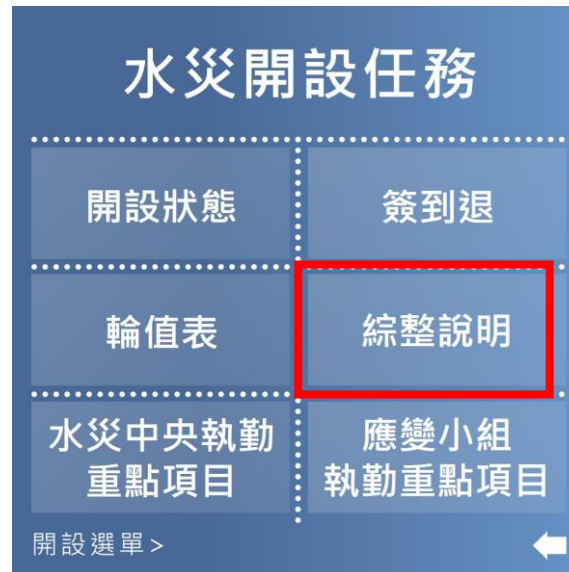 水災開設任務
開設狀態
簽到退
輪值表
綜整說明
水災中央執勤
重點項目
應變小組
執勤重點項目
開設選單>